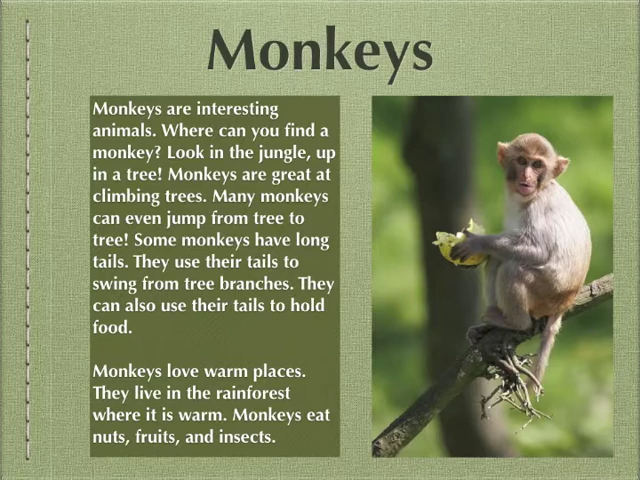 Monkeys
Monkeys are interesting
animals. Where can you find a
monkey? Look in the jungle, up
in a tree! Monkeys are great at
climbing trees. Many monkeys
can even jump from tree to
tree! Some monkeys have long
tails. They use their tails to
swing from tree branches. They
can also use their tails to hold
food.
Monkeys love warm places.
They live in the rainforest
where it is warm. Monkeys eat
nuts, fruits, and insects.